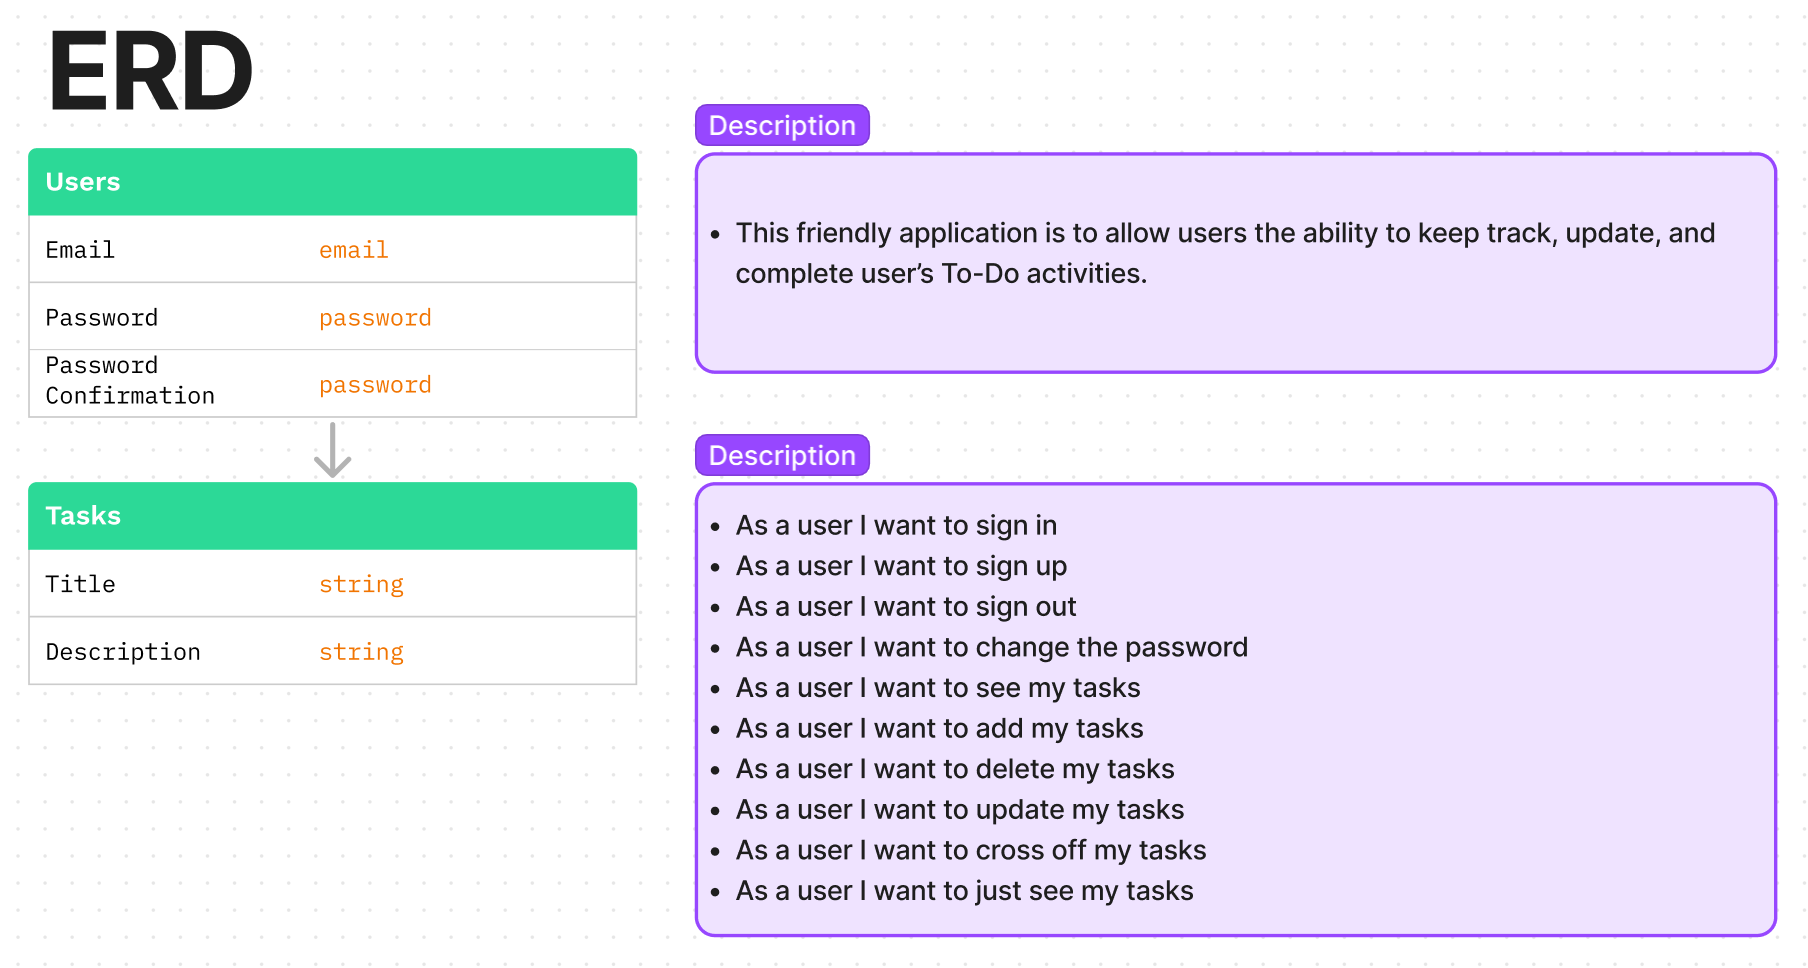 ERD
Users
Email email
Password password
Password
Confirmation password
Tasks
Title string
Description string
Description
• This friendly application is to allow users the ability to keep track, update, and
complete user’s To-Do activities.
Description
• As a user I want to sign in
• As a user I want to sign up
• As a user I want to sign out
• As a user I want to change the password
• As a user I want to see my tasks
• As a user I want to add my tasks
• As a user I want to delete my tasks
• As a user I want to update my tasks
• As a user I want to cross off my tasks
• As a user I want to just see my tasks